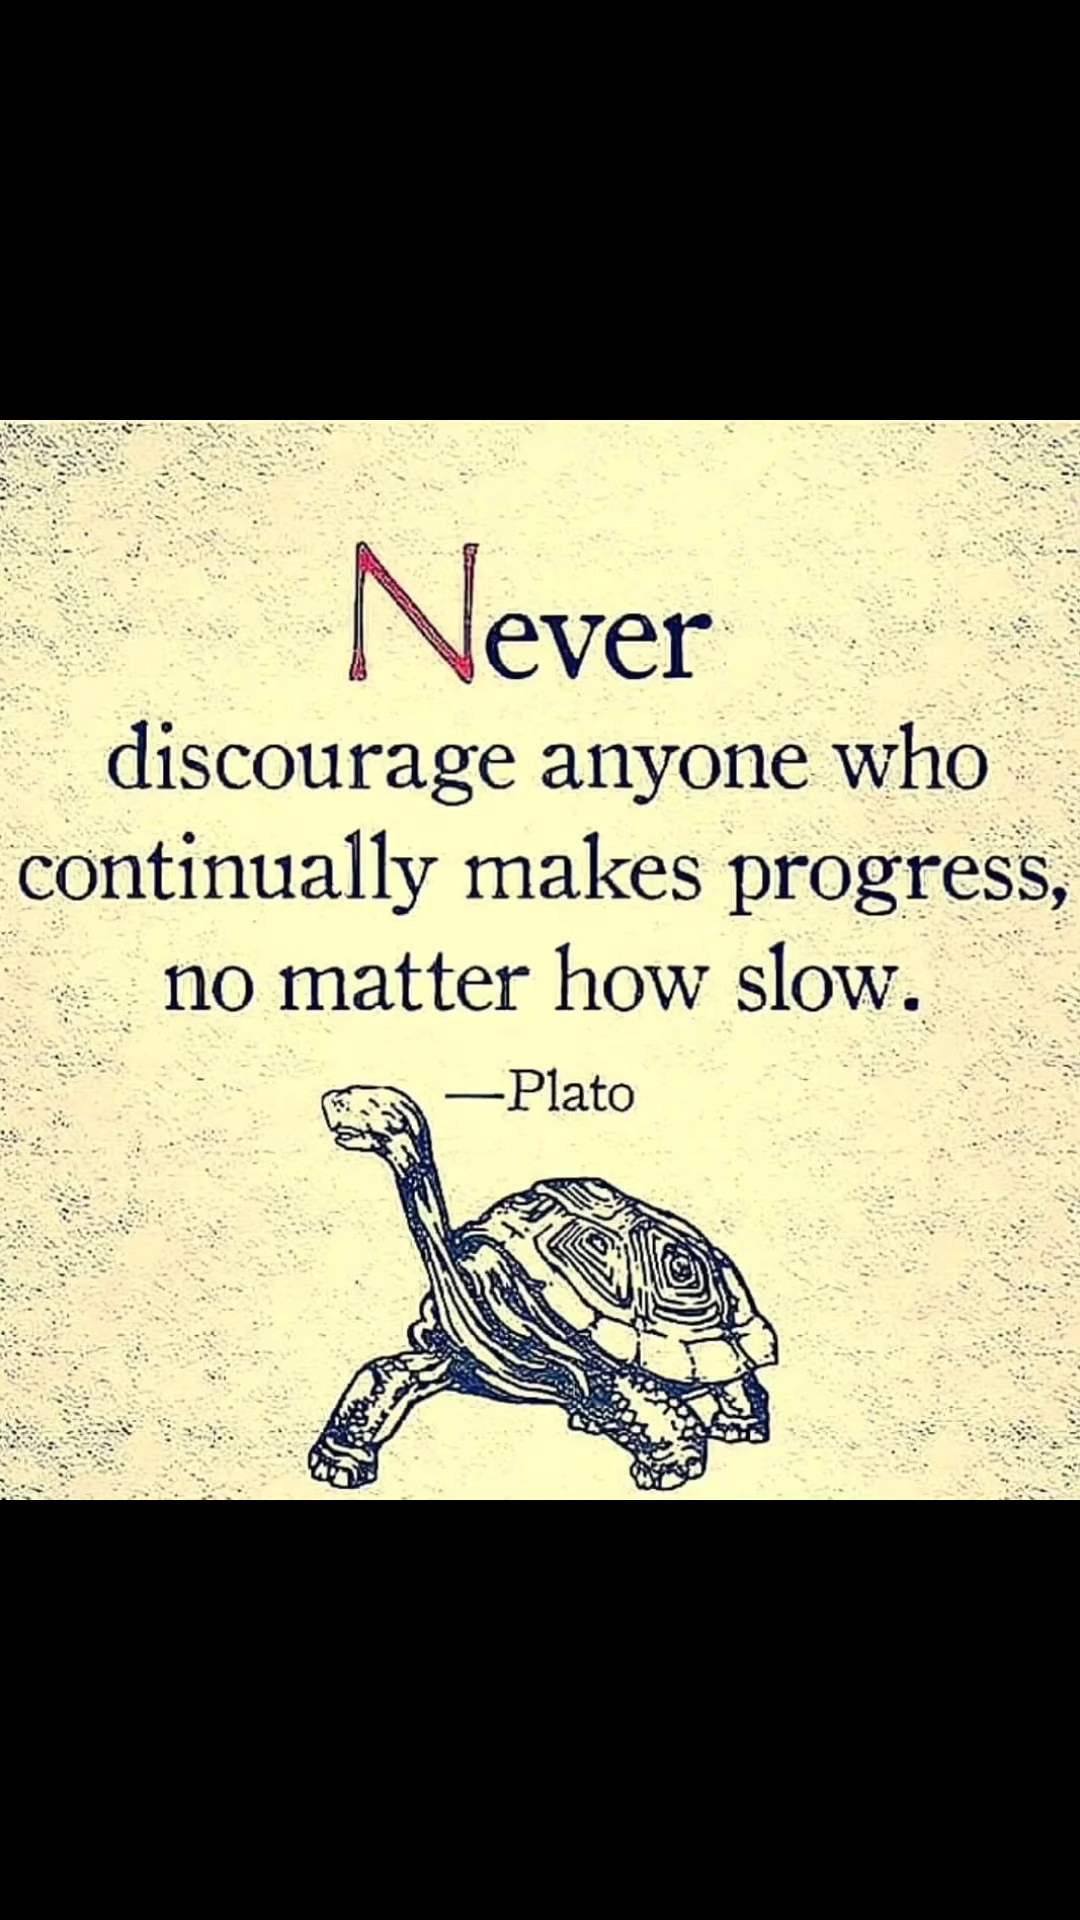 Never
discourage anyone who
continually makes progress,
no matter how slow.
—Plato